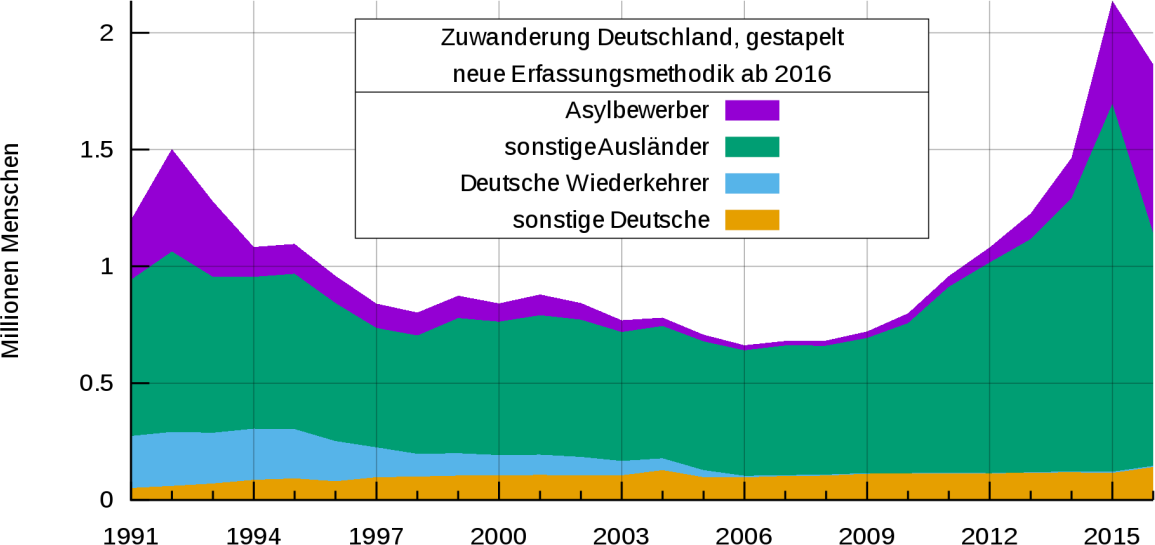 2
1.5
1
0.5
0
Millionen Menschen
Zuwanderung Deutschland, gestapelt
neue Erfassungsmethodik ab 2016
Asylbewerber
sonstigeAusländer
Deutsche Wiederkehrer
sonstige Deutsche
1991 1994 1997 2000 2003 2006 2009 2012 2015